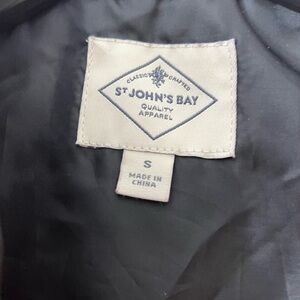 CLASSIC CRAFTED
ST JOHN'S BAY
QUALITY
APPAREL
S
MADE IN
CHINA